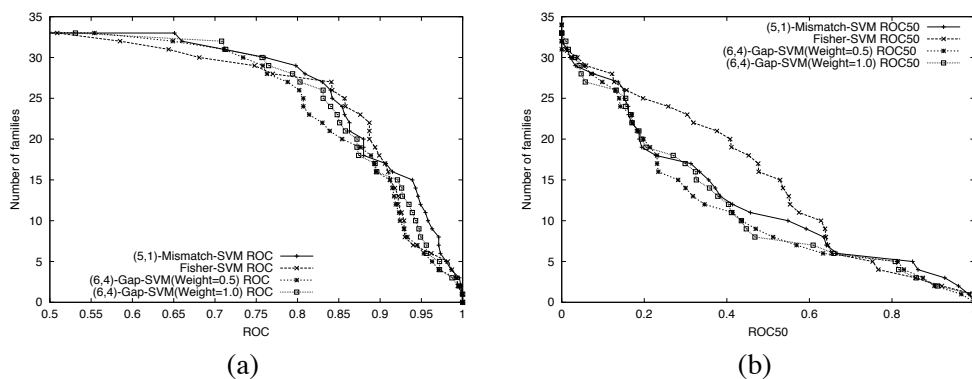 35
30
25
20
15
10
5
0
Number of families
(5,1)-Mismatch-SVM ROC
Fisher-SVM ROC
(6,4)-Gap-SVM(Weight=0.5) ROC
(6,4)-Gap-SVM(Weight=1.0) ROC
0.5 0.55 0.6 0.65 0.7 0.75 0.8 0.85 0.9 0.95 1
ROC
(a)
35
30
25
20
15
10
5
0
Number of families
(5,1)-Mismatch-SVM ROC50
Fisher-SVM ROC50
(6,4)-Gap-SVM(Weight=0.5) ROC50
(6,4)-Gap-SVM(Weight=1.0) ROC50
0 0.2 0.4 0.6 0.8
ROC50
(b)